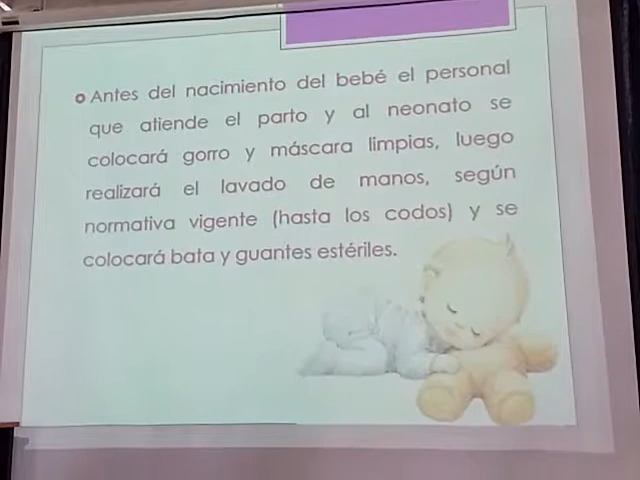 Antes del nacimiento del bebé el personal
que atiende el parto y al neonato se
colocará gorro y máscara limpias, luego
realizará el lavado de manos, según
normativa vigente (hasta los codos) y se
colocará bata y guantes estériles.